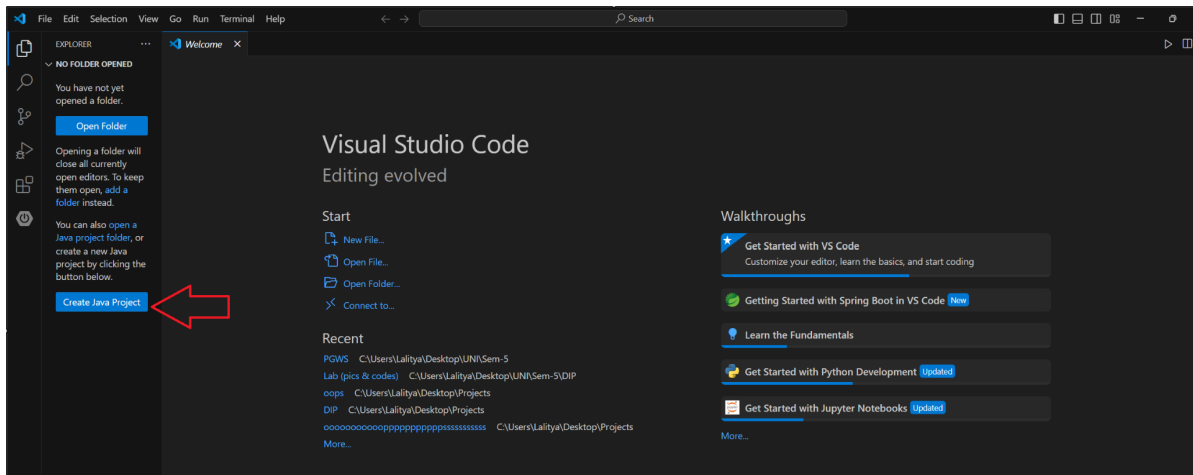 File Edit Selection View Go Run Terminal Help
Search
EXPLORER
Welcome
NO FOLDER OPENED
You have not yet
opened a folder.
Open Folder
Opening a folder will
close all currently
open editors. To keep
them open, add a
folder instead.
You can also open a
Java project folder, or
create a new Java
project by clicking the
button below.
Create Java Project
Visual Studio Code
Editing evolved
Start
New File...
Open File...
Open Folder...
Connect to...
Recent
PGWS C:\Users\Lalitya\Desktop\UNI\Sem-5
Lab (pics & codes) C:\Users\Lalitya\Desktop\UNI\Sem-5\DIP
oops C:\Users\Lalitya\Desktop\Projects
DIP C:\Users\Lalitya\Desktop\Projects
C:\Users\Lalitya\Desktop\Projects
More...
Walkthroughs
Get Started with VS Code
Customize your editor, learn the basics, and start coding
Getting Started with Spring Boot in VS Code New
Learn the Fundamentals
Get Started with Python Development Updated
Get Started with Jupyter Notebooks Updated
More...